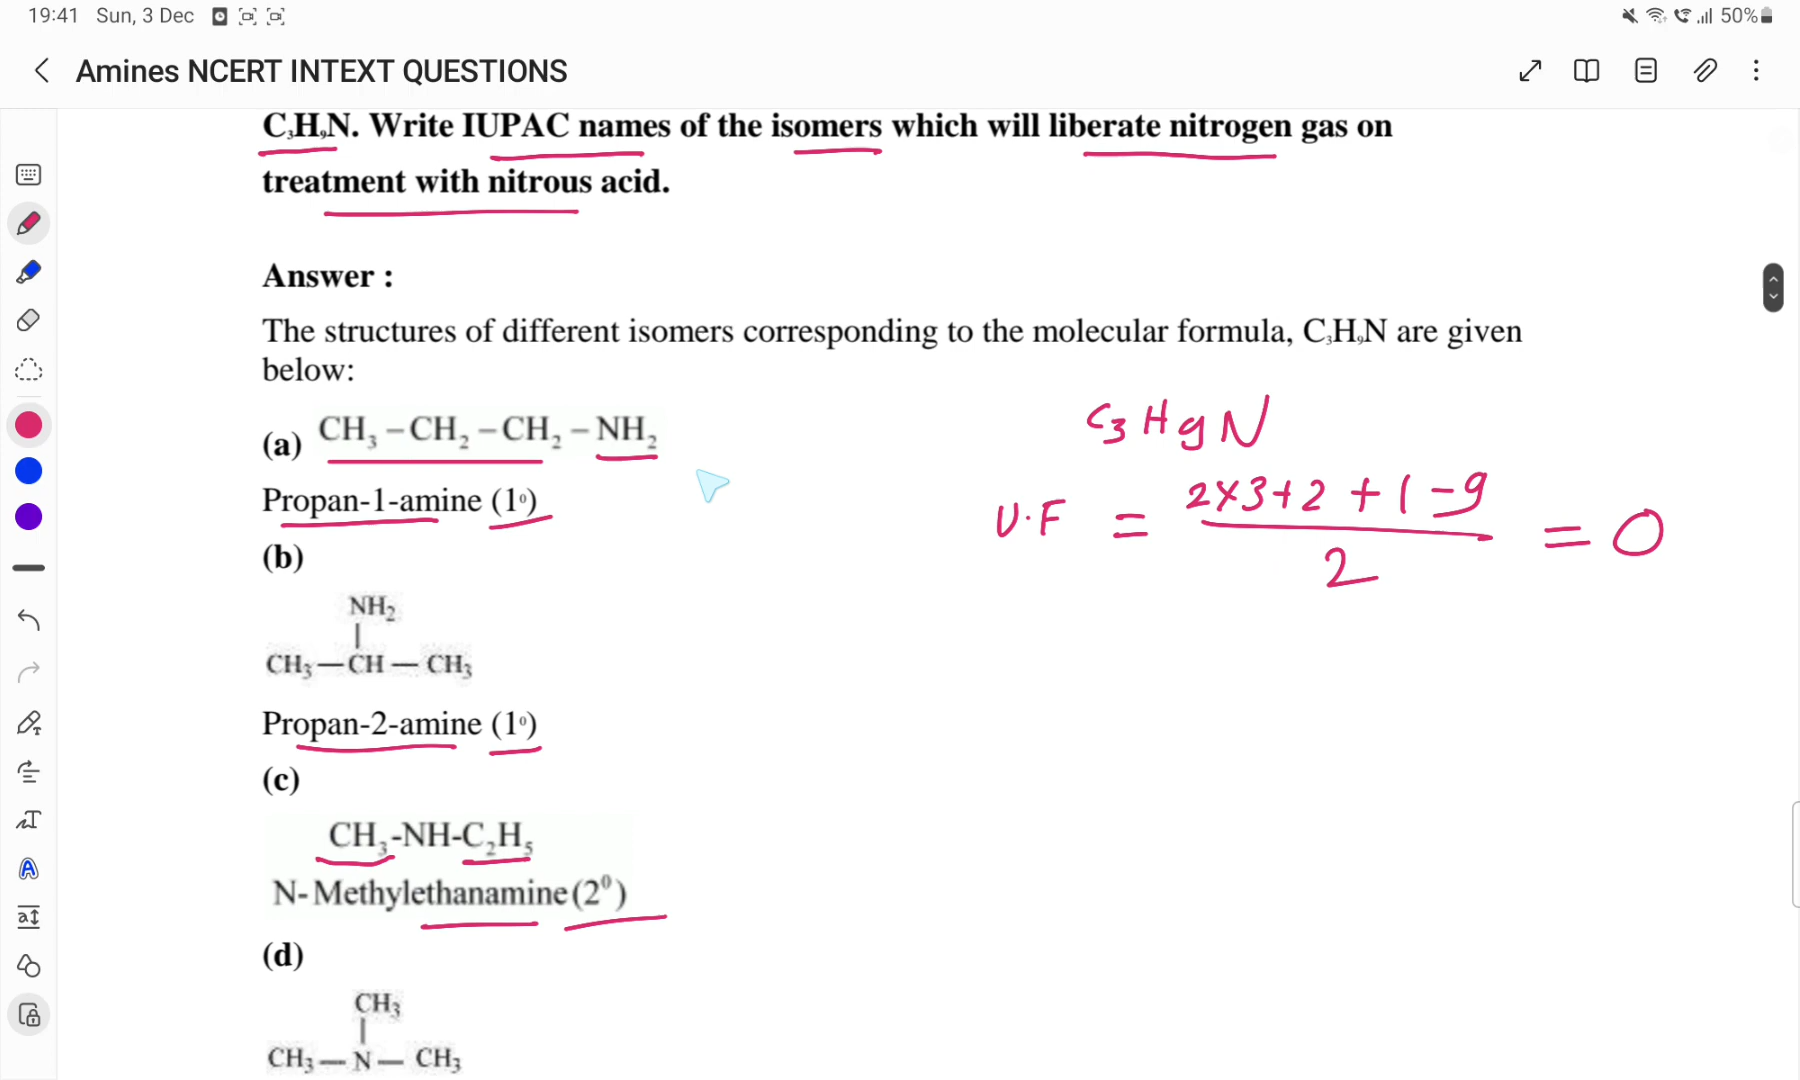 19:41 Sun, 3 Dec
50%
Amines NCERT INTEXT QUESTIONS
C₃H₉N. Write IUPAC names of the isomers which will liberate nitrogen gas on
treatment with nitrous acid.
Answer :
The structures of different isomers corresponding to the molecular formula, C₃H₉N are given
below:
(a) CH₃–CH₂–CH₂–NH₂
Propan-1-amine (1⁰)
(b)
NH₂
|
CH₃—CH—CH₃
Propan-2-amine (1⁰)
(c)
CH₃-NH-C₂H₅
N-Methylethanamine(2⁰)
(d)
CH₃
|
CH₃—N—CH₃
C₃H₉N
U.F = 2×3+2+1-9
2
= 0